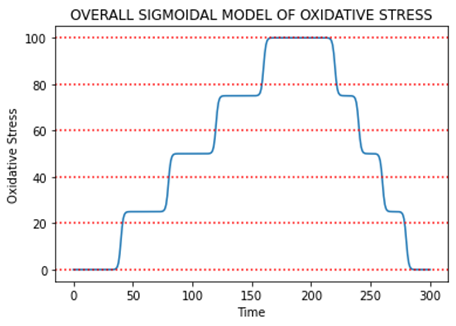 OVERALL SIGMOIDAL MODEL OF OXIDATIVE STRESS
100
80
60
40
20
0
Oxidative Stress
0 50 100 150 200 250 300
Time